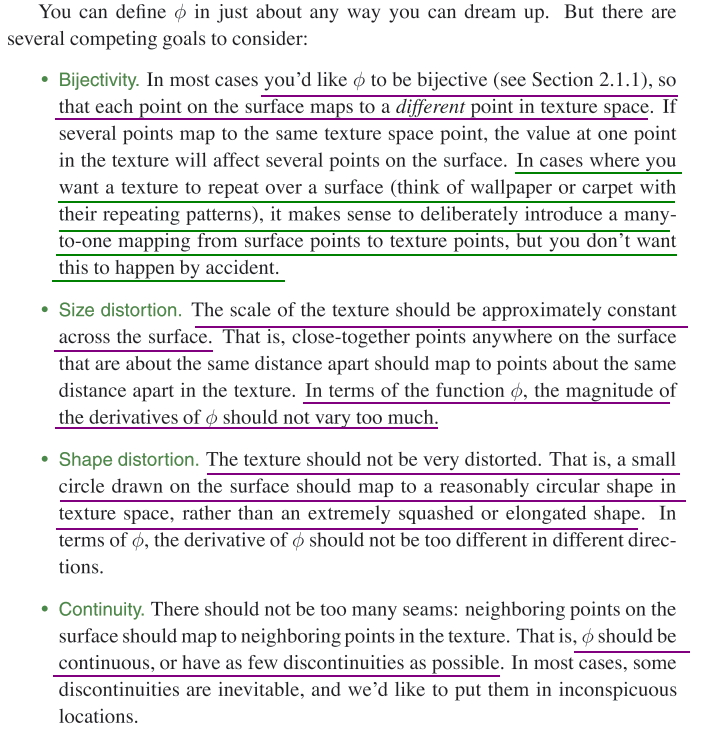 You can define ϕ in just about any way you can dream up. But there are
several competing goals to consider:
• Bijectivity. In most cases you’d like ϕ to be bijective (see Section 2.1.1), so
that each point on the surface maps to a different point in texture space. If
several points map to the same texture space point, the value at one point
in the texture will affect several points on the surface. In cases where you
want a texture to repeat over a surface (think of wallpaper or carpet with
their repeating patterns), it makes sense to deliberately introduce a many-
to-one mapping from surface points to texture points, but you don’t want
this to happen by accident.
• Size distortion. The scale of the texture should be approximately constant
across the surface. That is, close-together points anywhere on the surface
that are about the same distance apart should map to points about the same
distance apart in the texture. In terms of the function ϕ, the magnitude of
the derivatives of ϕ should not vary too much.
• Shape distortion. The texture should not be very distorted. That is, a small
circle drawn on the surface should map to a reasonably circular shape in
texture space, rather than an extremely squashed or elongated shape. In
terms of ϕ, the derivative of ϕ should not be too different in different direc-
tions.
• Continuity. There should not be too many seams: neighboring points on the
surface should map to neighboring points in the texture. That is, ϕ should be
continuous, or have as few discontinuities as possible. In most cases, some
discontinuities are inevitable, and we’d like to put them in inconspicuous
locations.